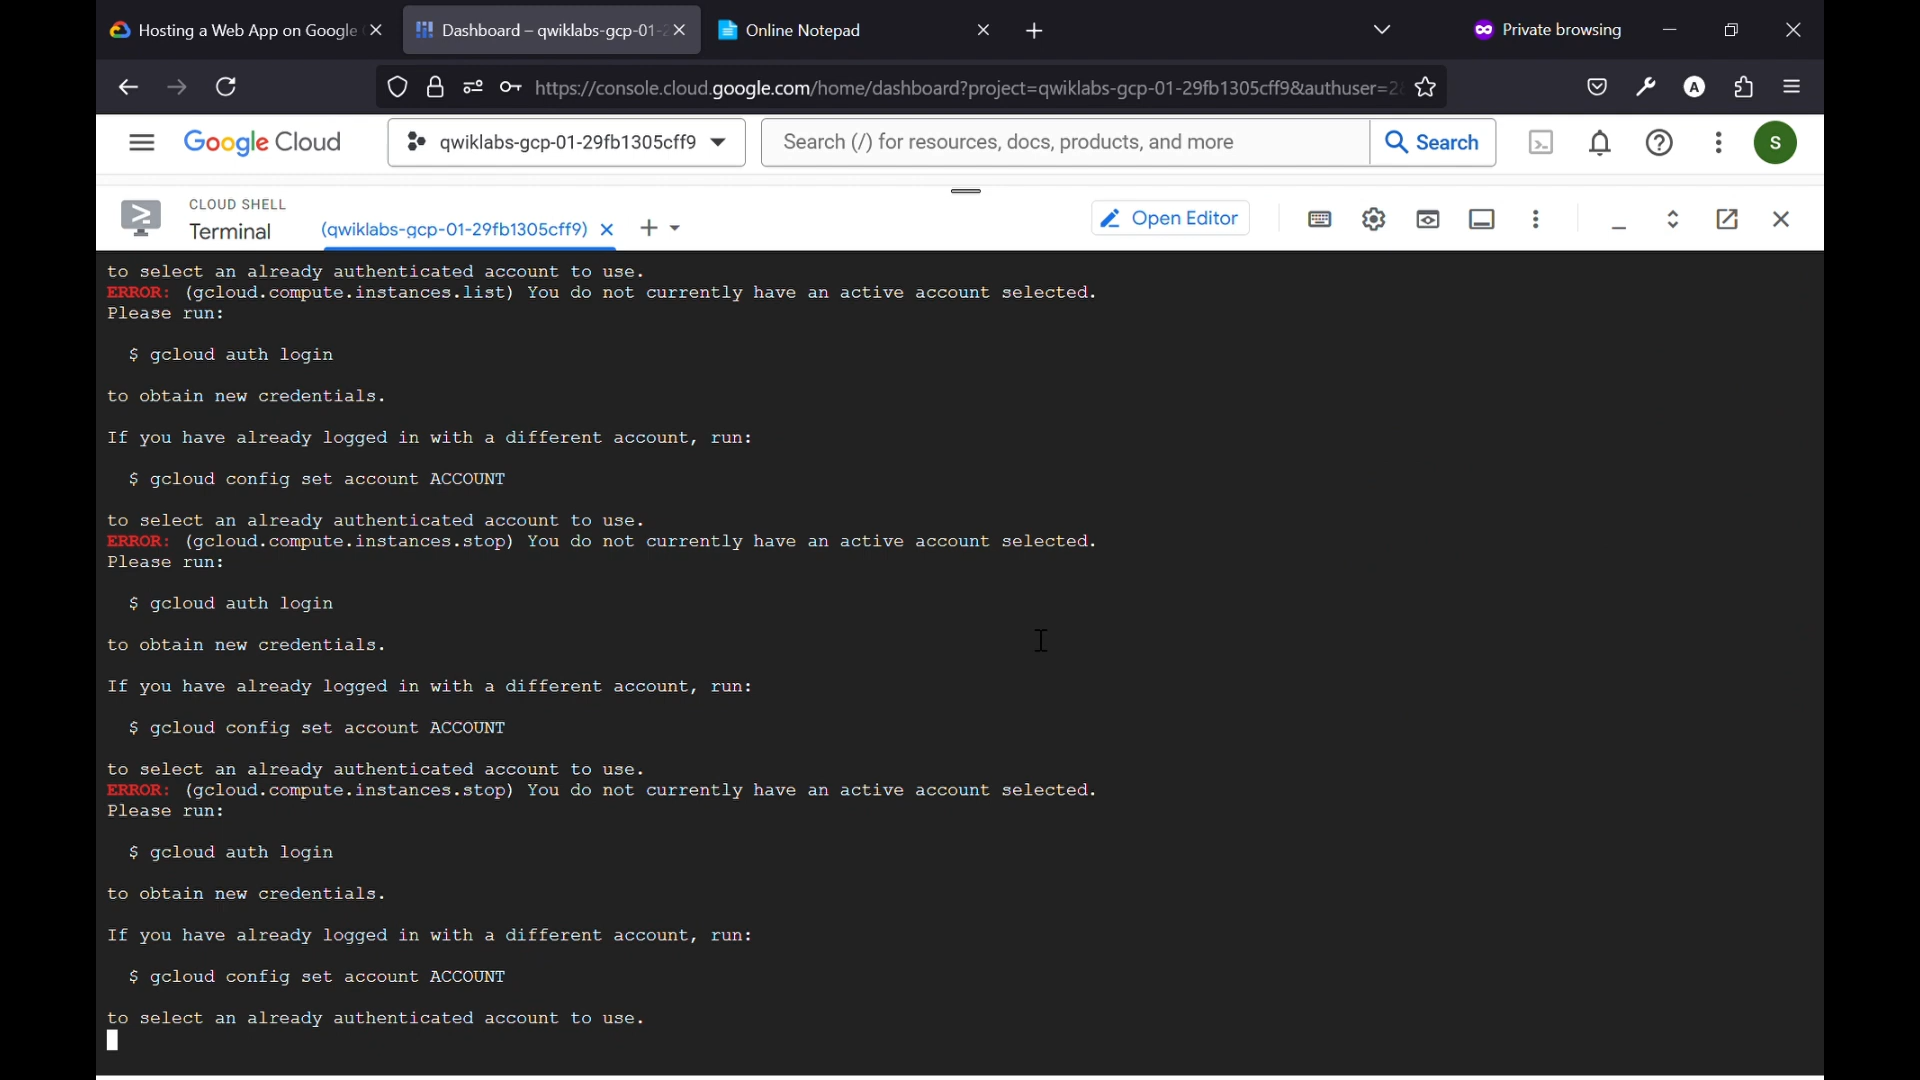 Hosting a Web App on Google
Dashboard – qwiklabs-gcp-01-2
Online Notepad
Private browsing
https://console.cloud.google.com/home/dashboard?project=qwiklabs-gcp-01-29fb1305cff9&authuser=2
A
Google Cloud
qwiklabs-gcp-01-29fb1305cff9
Search (/) for resources, docs, products, and more
Search
S
CLOUD SHELL
Terminal
(qwiklabs-gcp-01-29fb1305cff9)
Open Editor
to select an already authenticated account to use.
ERROR: (gcloud.compute.instances.list) You do not currently have an active account selected.
Please run:
$ gcloud auth login
to obtain new credentials.
If you have already logged in with a different account, run:
$ gcloud config set account ACCOUNT
to select an already authenticated account to use.
ERROR: (gcloud.compute.instances.stop) You do not currently have an active account selected.
Please run:
$ gcloud auth login
to obtain new credentials.
If you have already logged in with a different account, run:
$ gcloud config set account ACCOUNT
to select an already authenticated account to use.
ERROR: (gcloud.compute.instances.stop) You do not currently have an active account selected.
Please run:
$ gcloud auth login
to obtain new credentials.
If you have already logged in with a different account, run:
$ gcloud config set account ACCOUNT
to select an already authenticated account to use.